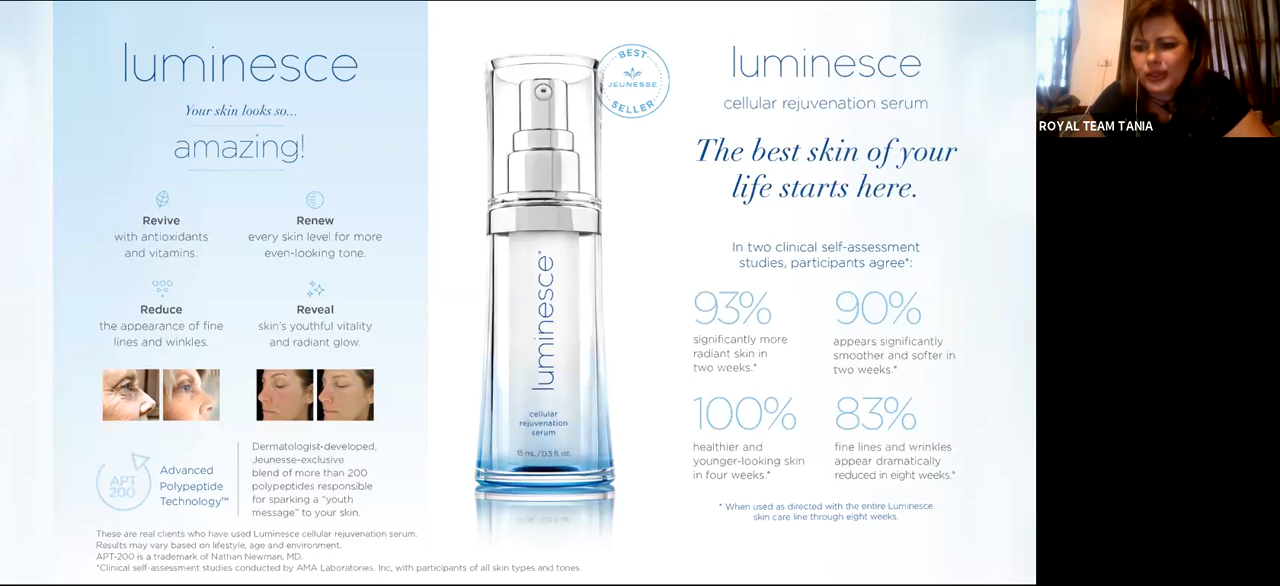 luminesce
Your skin looks so...
amazing!
Revive
with antioxidants
and vitamins.
Renew
every skin level for more
even-looking tone.
Reduce
the appearance of fine
lines and winkles.
Reveal
skin's youthful vitality
and radiant glow.
APT
200
Advanced
Polypeptide
Technology™
Dermatologist-developed,
Jeunesse-exclusive
blend of more than 200
polypeptides responsible
for sparking a "youth
message" to your skin.
These are real clients who have used Luminesce cellular rejuvenation serum.
Results may vary based on lifestyle, age and environment.
APT-200 is a trademark of Nathan Newman, MD.
*Clinical self-assessment studies conducted by AMA Laboratories. Inc, with participants of all skin types and tones.
BEST
JEUNESSE
SELLER
luminesce
cellular
rejuvenation
serum
15 mL/0.5 fl. oz.
luminesce
cellular rejuvenation serum
The best skin of your
life starts here.
In two clinical self-assessment
studies, participants agree*:
93%
significantly more
radiant skin in
two weeks.*
90%
appears significantly
smoother and softer in
two weeks.*
100%
healthier and
younger-looking skin
in four weeks.*
83%
fine lines and wrinkles
appear dramatically
reduced in eight weeks.*
* When used as directed with the entire Luminesce
skin care line through eight weeks.
ROYAL TEAM TANIA